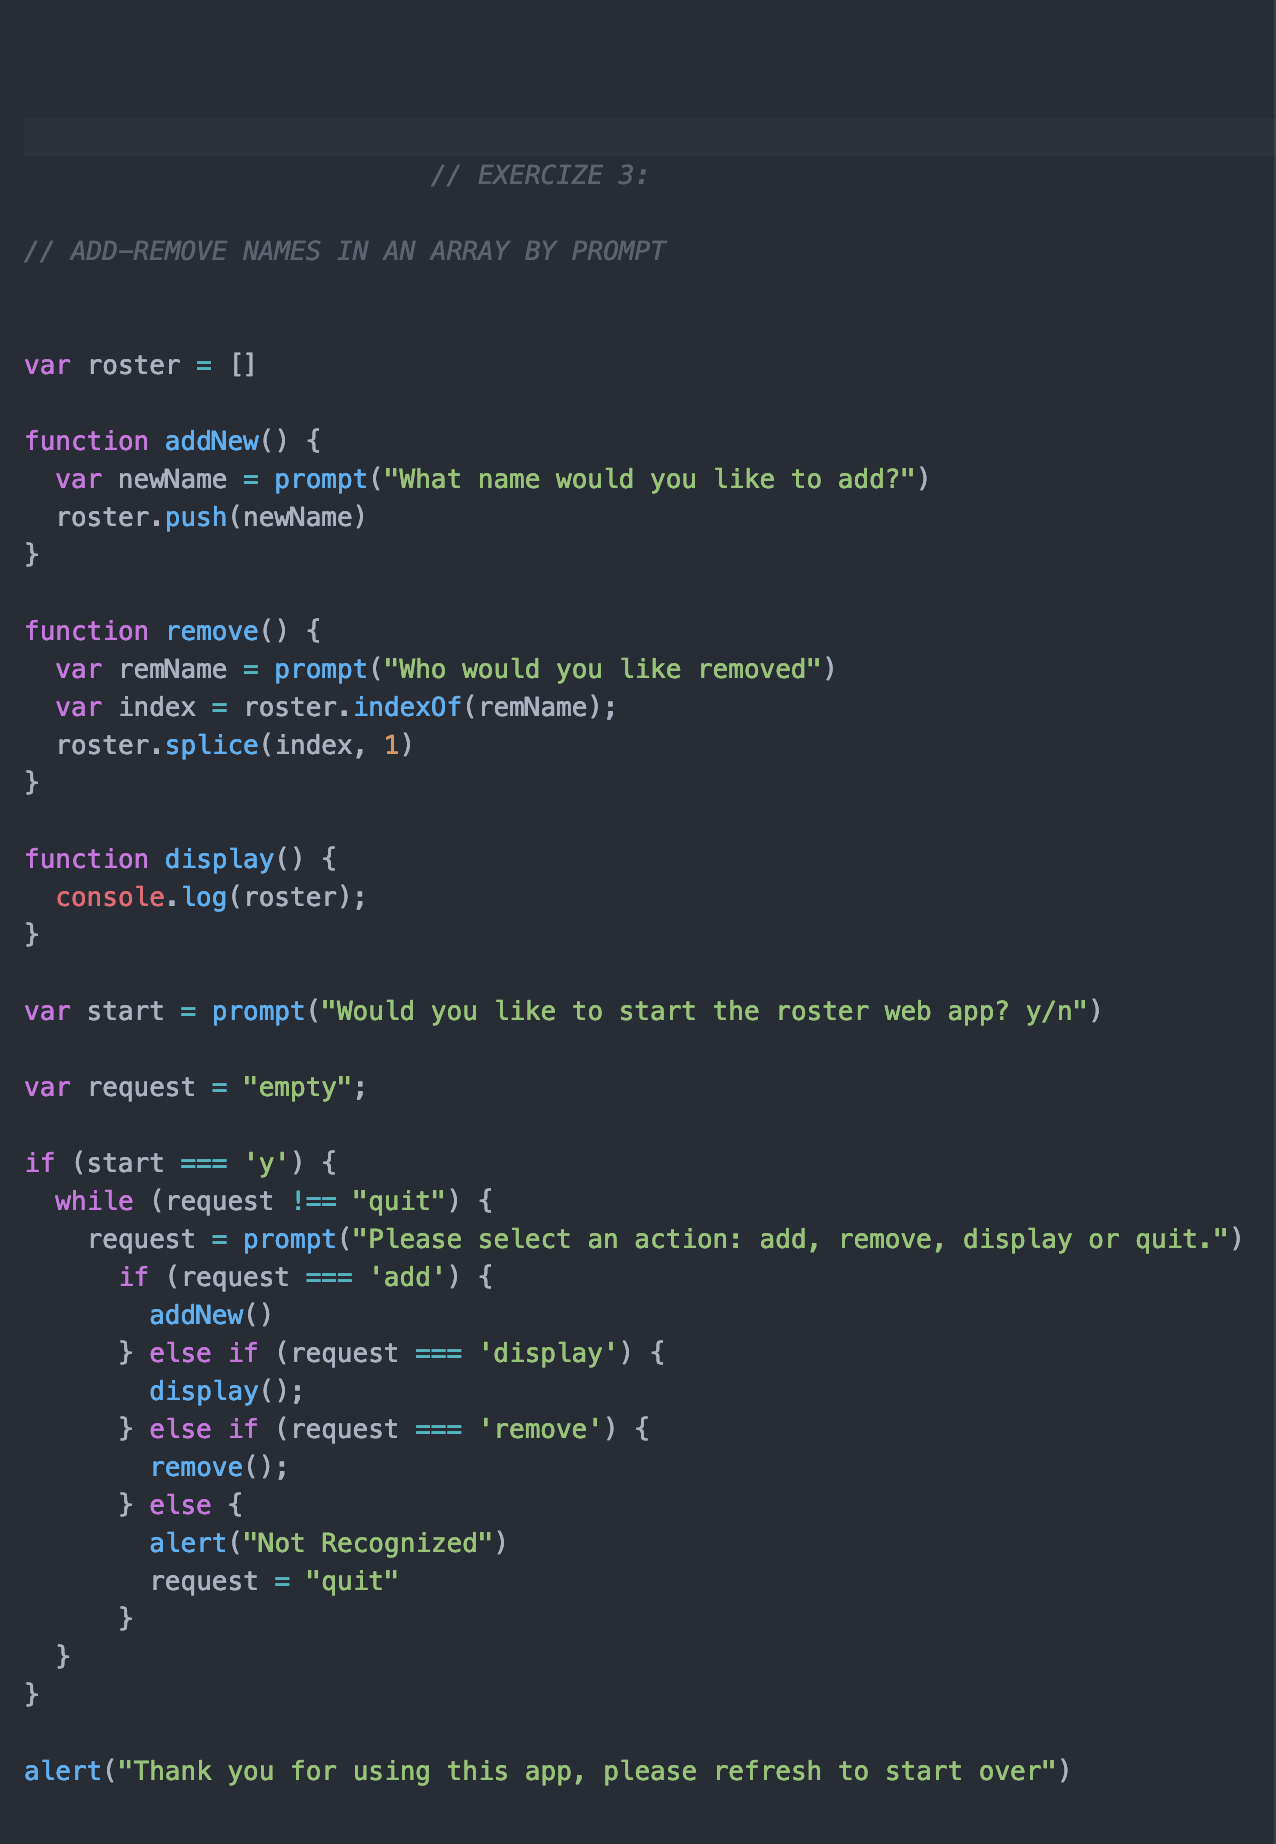 // EXERCIZE 3:
// ADD-REMOVE NAMES IN AN ARRAY BY PROMPT
var roster = []
function addNew() {
  var newName = prompt("What name would you like to add?")
  roster.push(newName)
}
function remove() {
  var remName = prompt("Who would you like removed")
  var index = roster.indexOf(remName);
  roster.splice(index, 1)
}
function display() {
  console.log(roster);
}
var start = prompt("Would you like to start the roster web app? y/n")
var request = "empty";
if (start === 'y') {
  while (request !== "quit") {
    request = prompt("Please select an action: add, remove, display or quit.")
      if (request === 'add') {
        addNew()
      } else if (request === 'display') {
        display();
      } else if (request === 'remove') {
        remove();
      } else {
        alert("Not Recognized")
        request = "quit"
      }
  }
}
alert("Thank you for using this app, please refresh to start over")